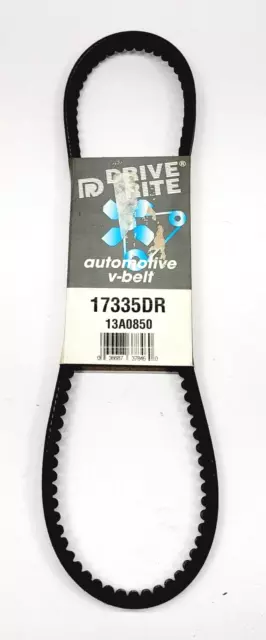 DRIVE®
RITE
automotive
v-belt
17335DR
13A0850